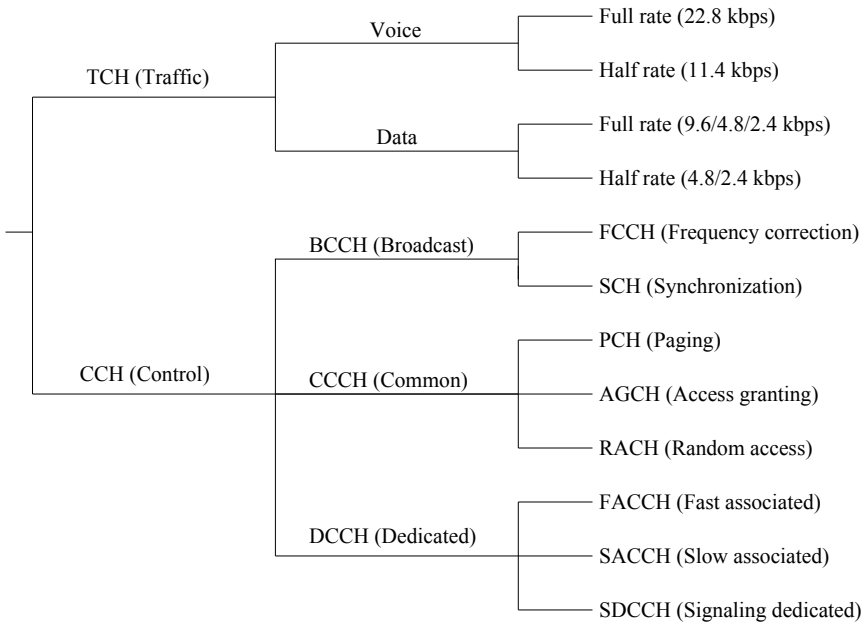 Full rate (22.8 kbps)
Voice
Half rate (11.4 kbps)
TCH (Traffic)
Full rate (9.6/4.8/2.4 kbps)
Data
Half rate (4.8/2.4 kbps)
FCCH (Frequency correction)
BCCH (Broadcast)
SCH (Synchronization)
PCH (Paging)
CCH (Control)
CCCH (Common)
AGCH (Access granting)
RACH (Random access)
FACCH (Fast associated)
DCCH (Dedicated)
SACCH (Slow associated)
SDCCH (Signaling dedicated)